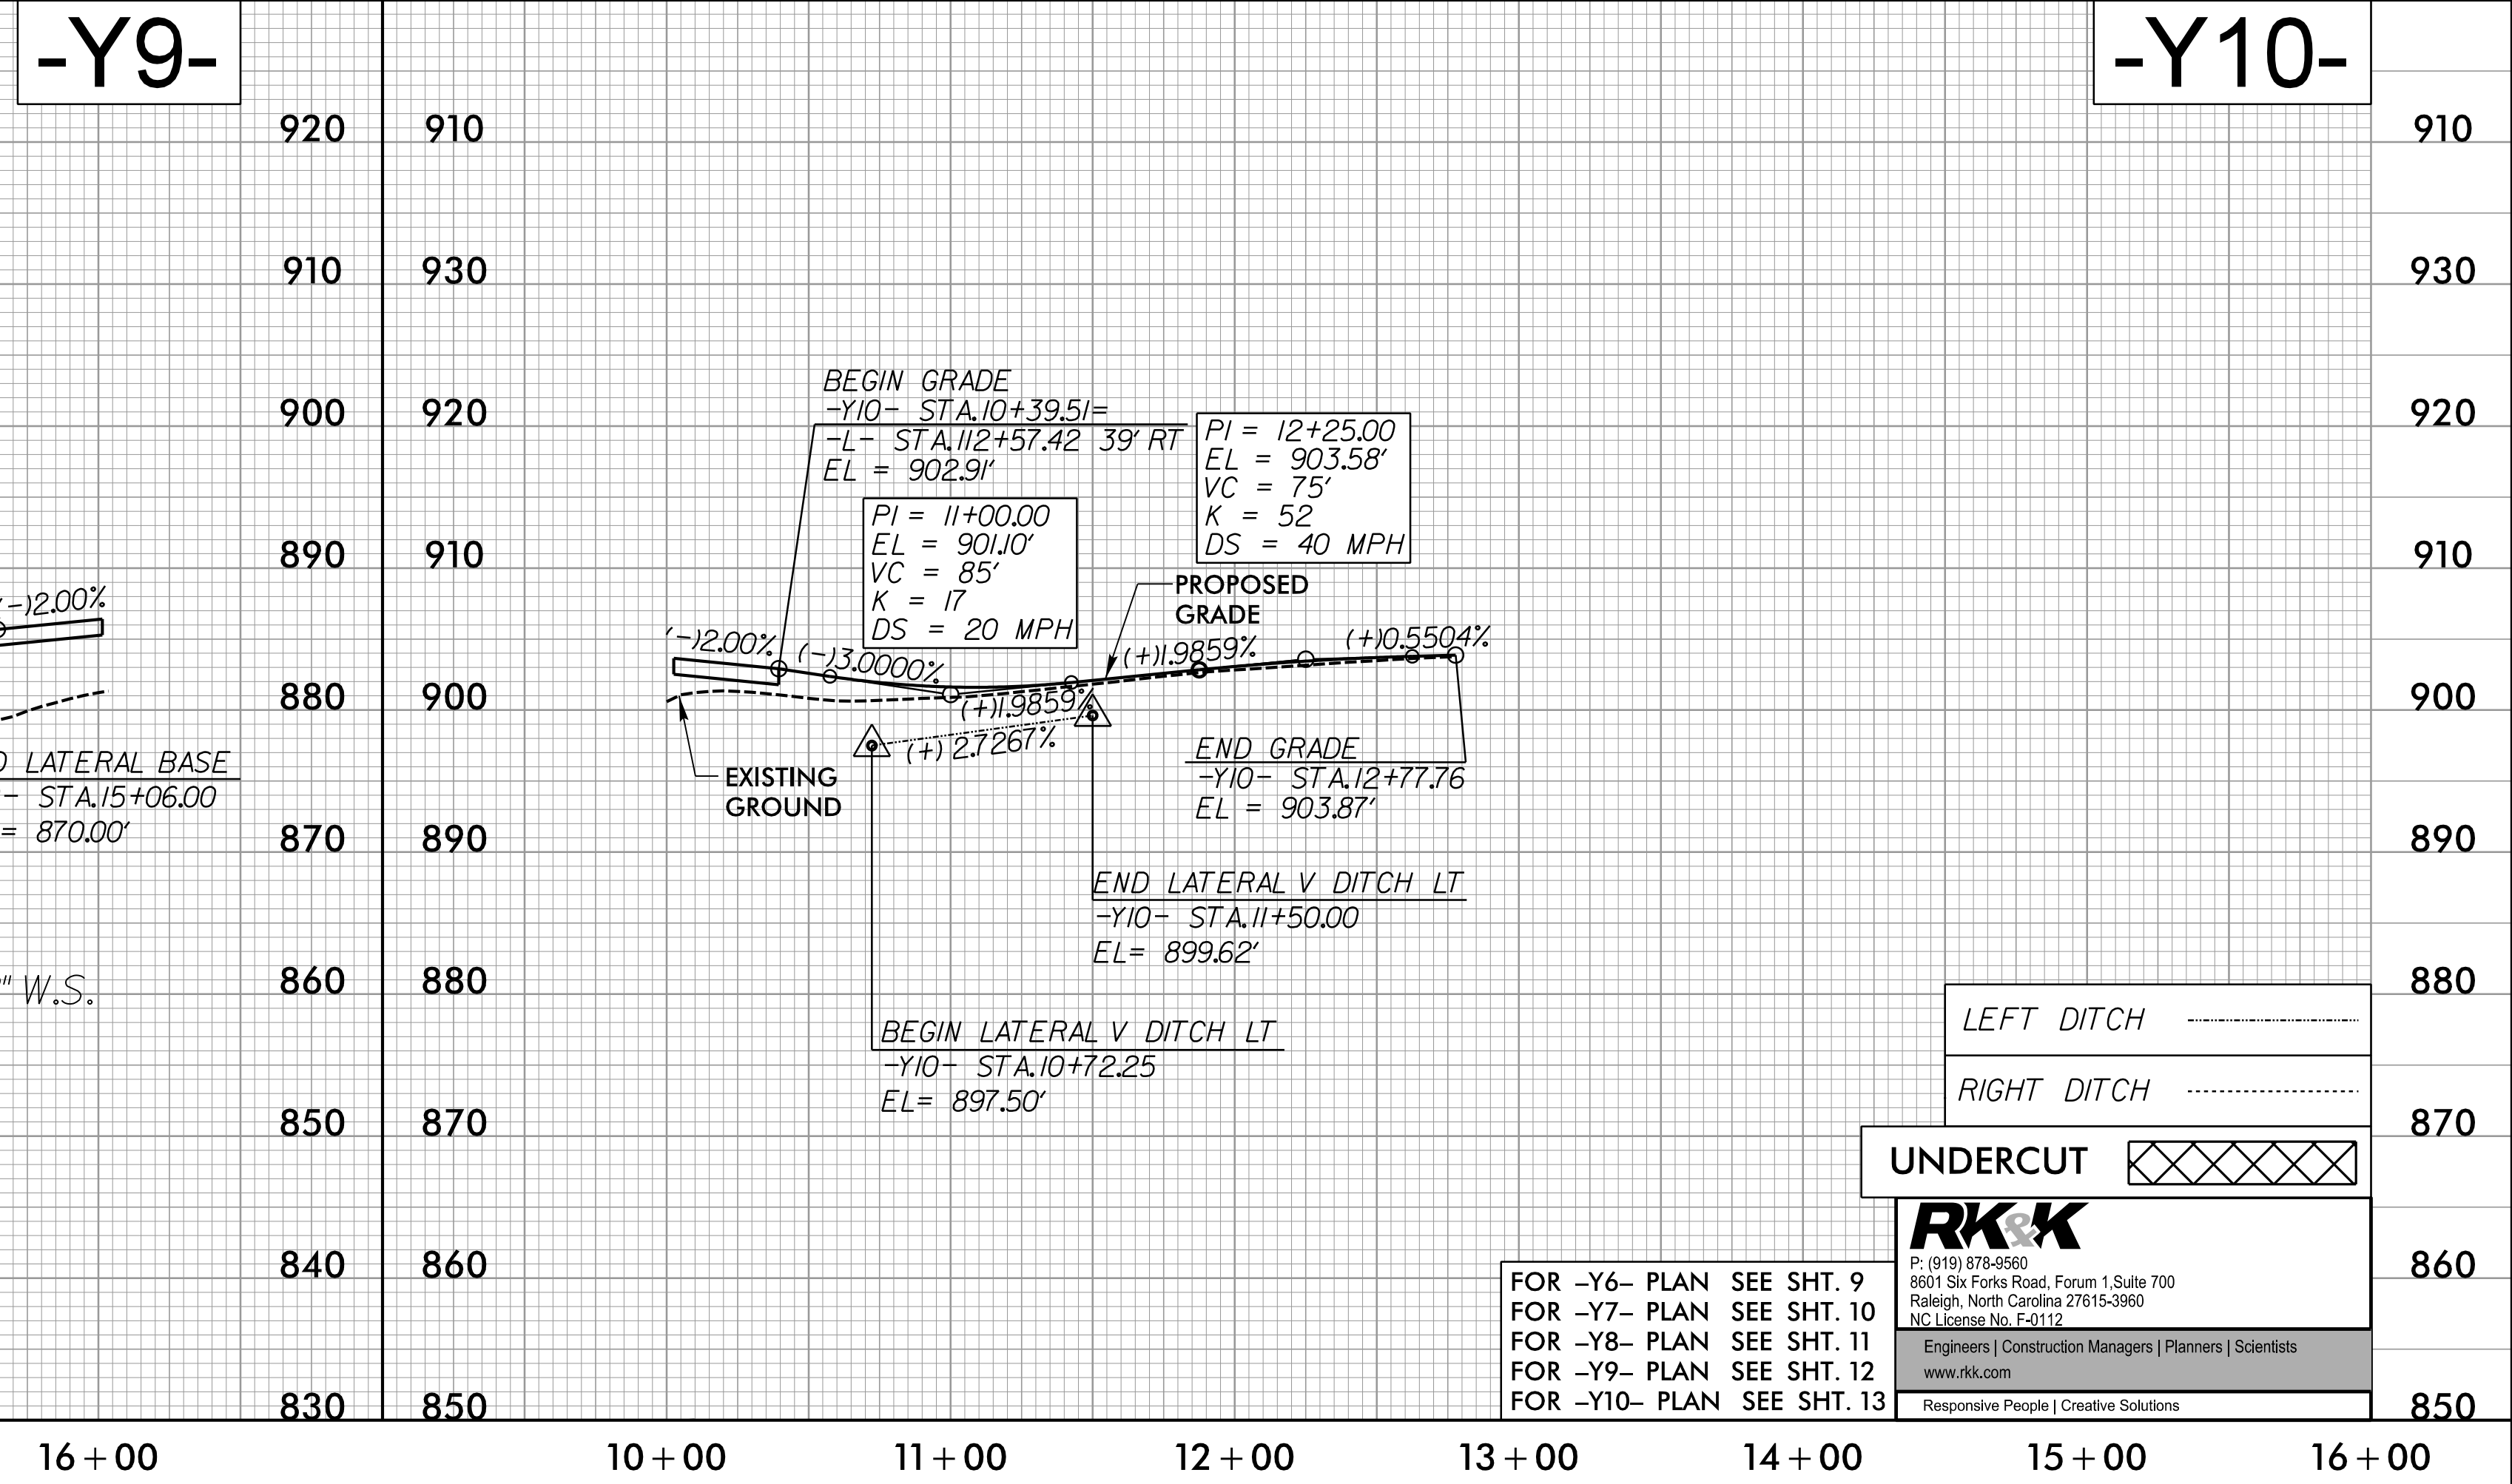 -Y9-
-Y10-
920
910
910
910
930
930
900
920
920
890
910
910
880
900
900
870
890
890
860
880
880
850
870
870
840
860
860
830
850
850
(-)2.00%
D LATERAL BASE
- STA.15+06.00
= 870.00'
" W.S.
BEGIN GRADE
-Y10- STA.10+39.51=
-L- STA.112+57.42 39' RT
EL = 902.91'
PI = 11+00.00
EL = 901.10'
VC = 85'
K = 17
DS = 20 MPH
PI = 12+25.00
EL = 903.58'
VC = 75'
K = 52
DS = 40 MPH
PROPOSED
GRADE
(-)2.00%
(-)3.0000%
(+)1.9859%
(+)0.5504%
(+)1.9859%
(+) 2.7267%
EXISTING
GROUND
END GRADE
-Y10- STA.12+77.76
EL = 903.87'
END LATERAL V DITCH LT
-Y10- STA.11+50.00
EL= 899.62'
BEGIN LATERAL V DITCH LT
-Y10- STA.10+72.25
EL= 897.50'
LEFT DITCH
RIGHT DITCH
UNDERCUT
RK&K
P: (919) 878-9560
8601 Six Forks Road, Forum 1,Suite 700
Raleigh, North Carolina 27615-3960
NC License No. F-0112
Engineers | Construction Managers | Planners | Scientists
www.rkk.com
Responsive People | Creative Solutions
FOR –Y6– PLAN SEE SHT. 9
FOR –Y7– PLAN SEE SHT. 10
FOR –Y8– PLAN SEE SHT. 11
FOR –Y9– PLAN SEE SHT. 12
FOR –Y10– PLAN SEE SHT. 13
16+00
10+00
11+00
12+00
13+00
14+00
15+00
16+00